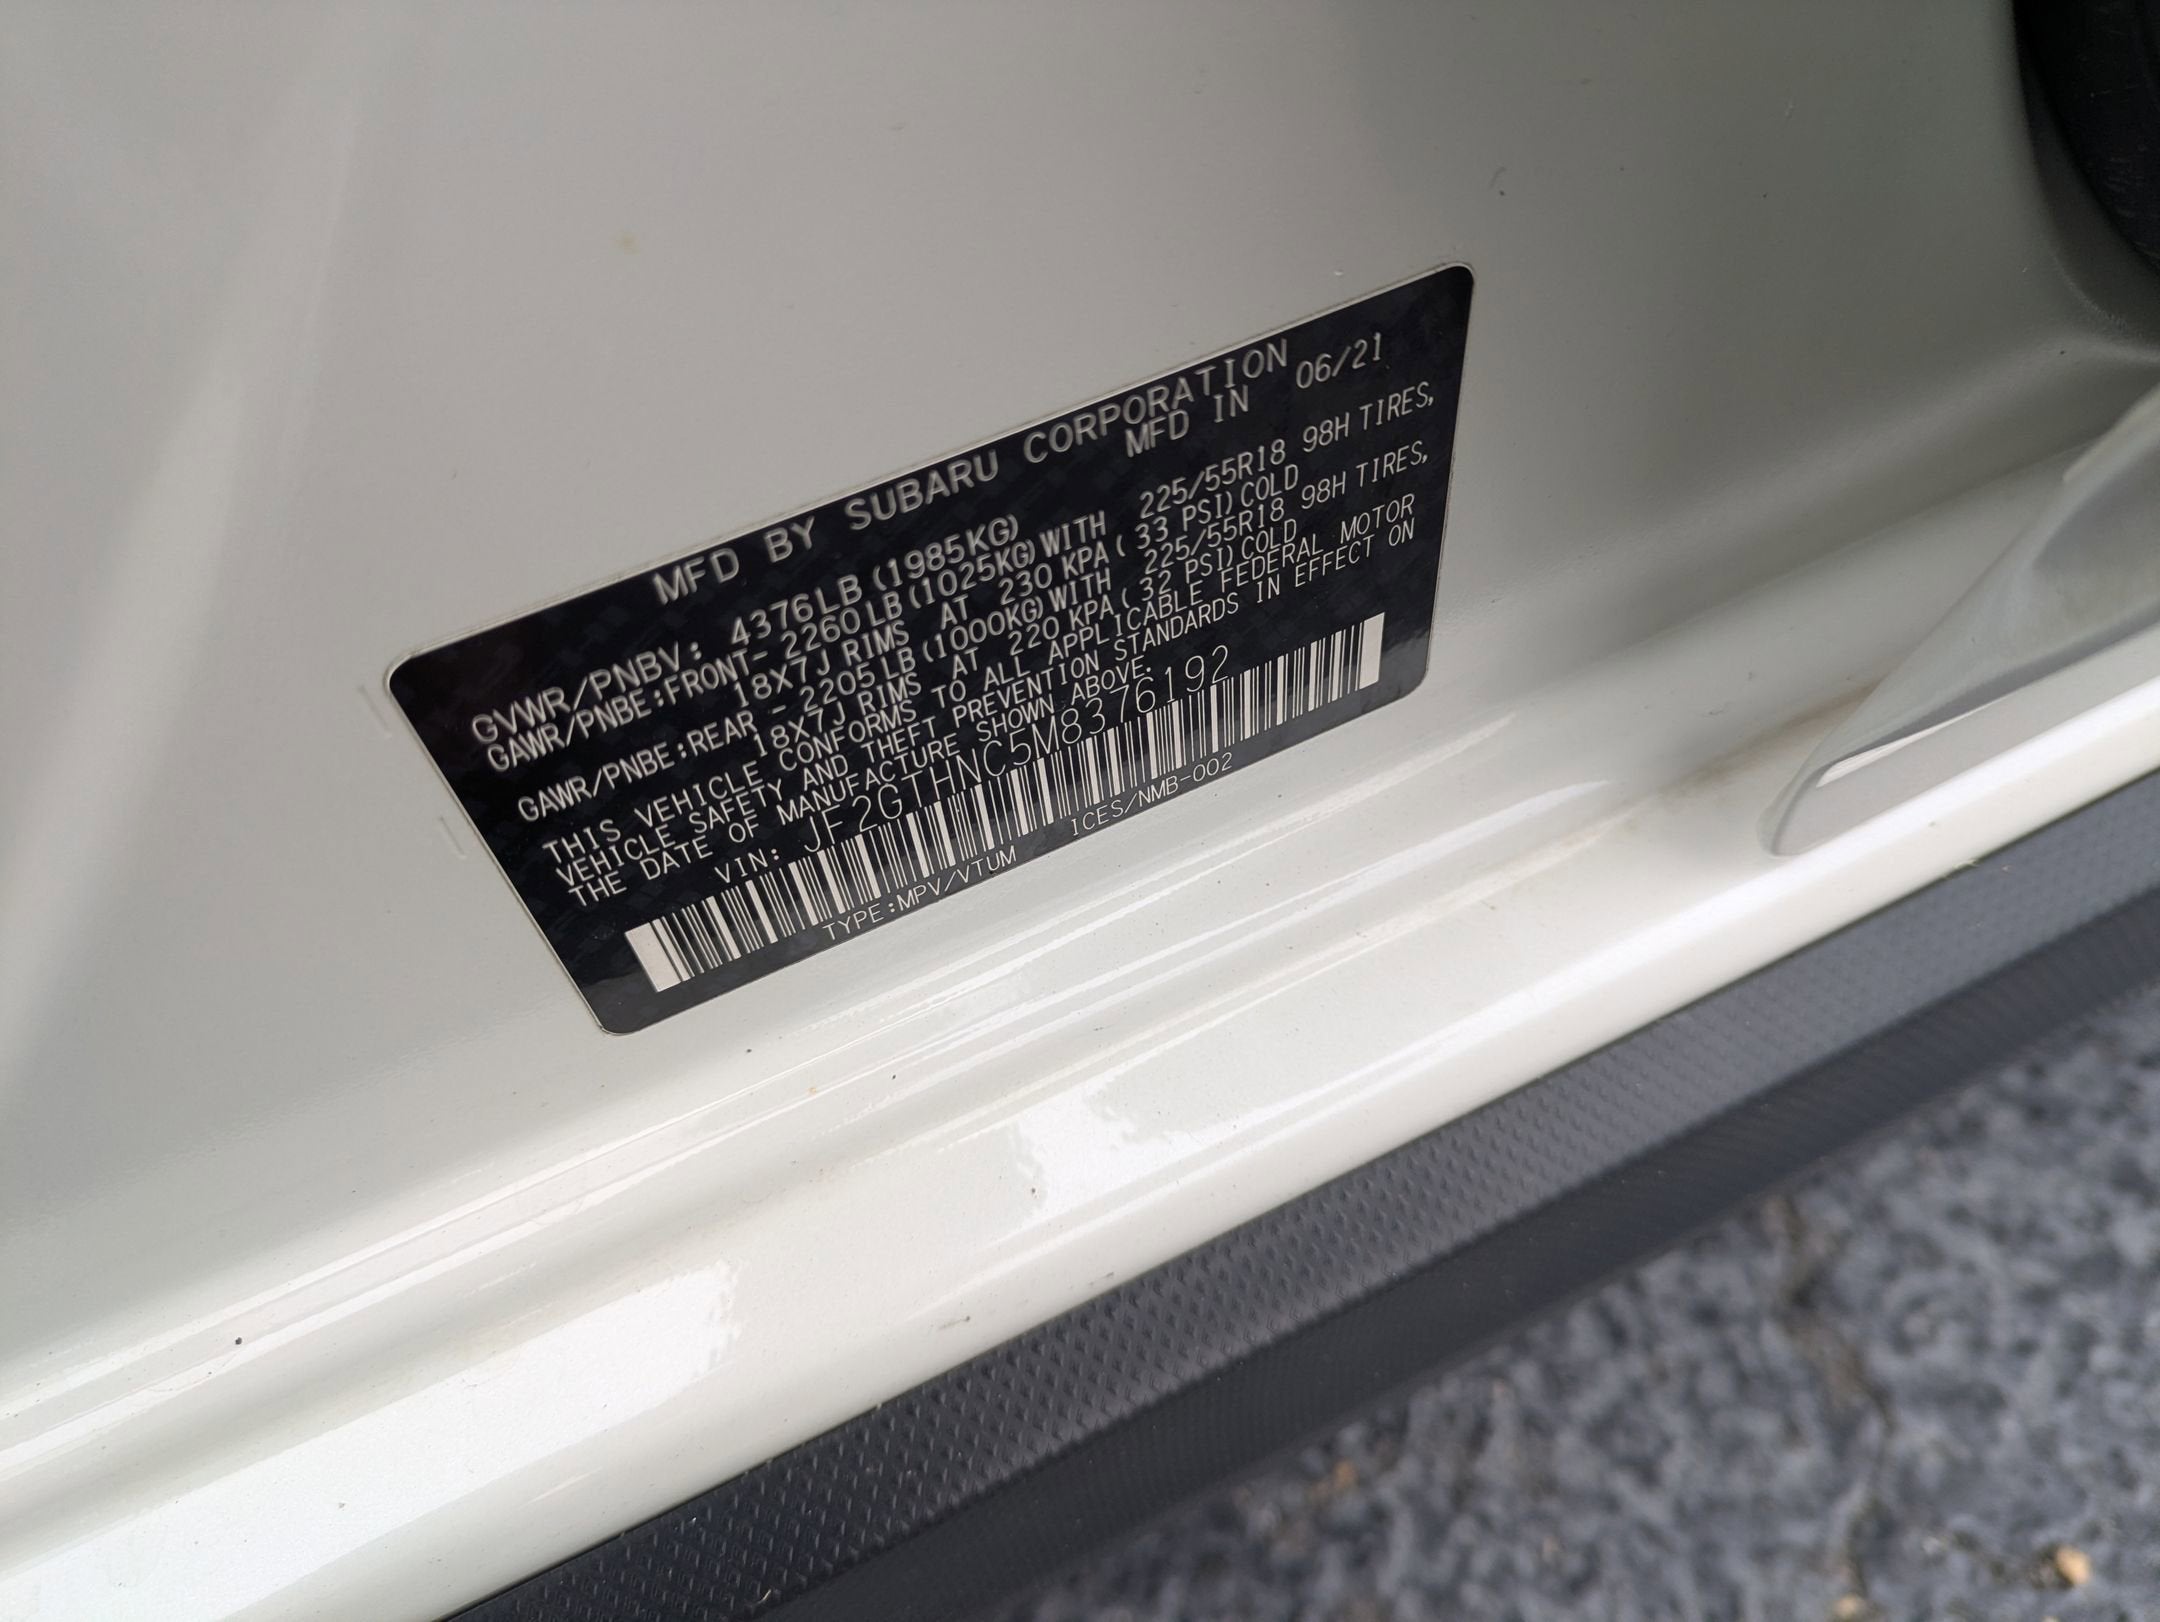 MFD BY SUBARU CORPORATION
MFD IN 06/21
GVWR/PNBV: 4376LB(1985KG)
GAWR/PNBE:FRONT-2260LB(1025KG)WITH 225/55R18 98H TIRES,
18X7J RIMS AT 230 KPA( 33 PSI)COLD
GAWR/PNBE:REAR -2205LB(1000KG)WITH 225/55R18 98H TIRES,
18X7J RIMS AT 220 KPA( 32 PSI)COLD
THIS VEHICLE CONFORMS TO ALL APPLICABLE FEDERAL MOTOR
VEHICLE SAFETY AND THEFT PREVENTION STANDARDS IN EFFECT ON
THE DATE OF MANUFACTURE SHOWN ABOVE.
VIN: JF2GTHNC5M8376192
TYPE:MPV/VTUM ICES/NMB-002